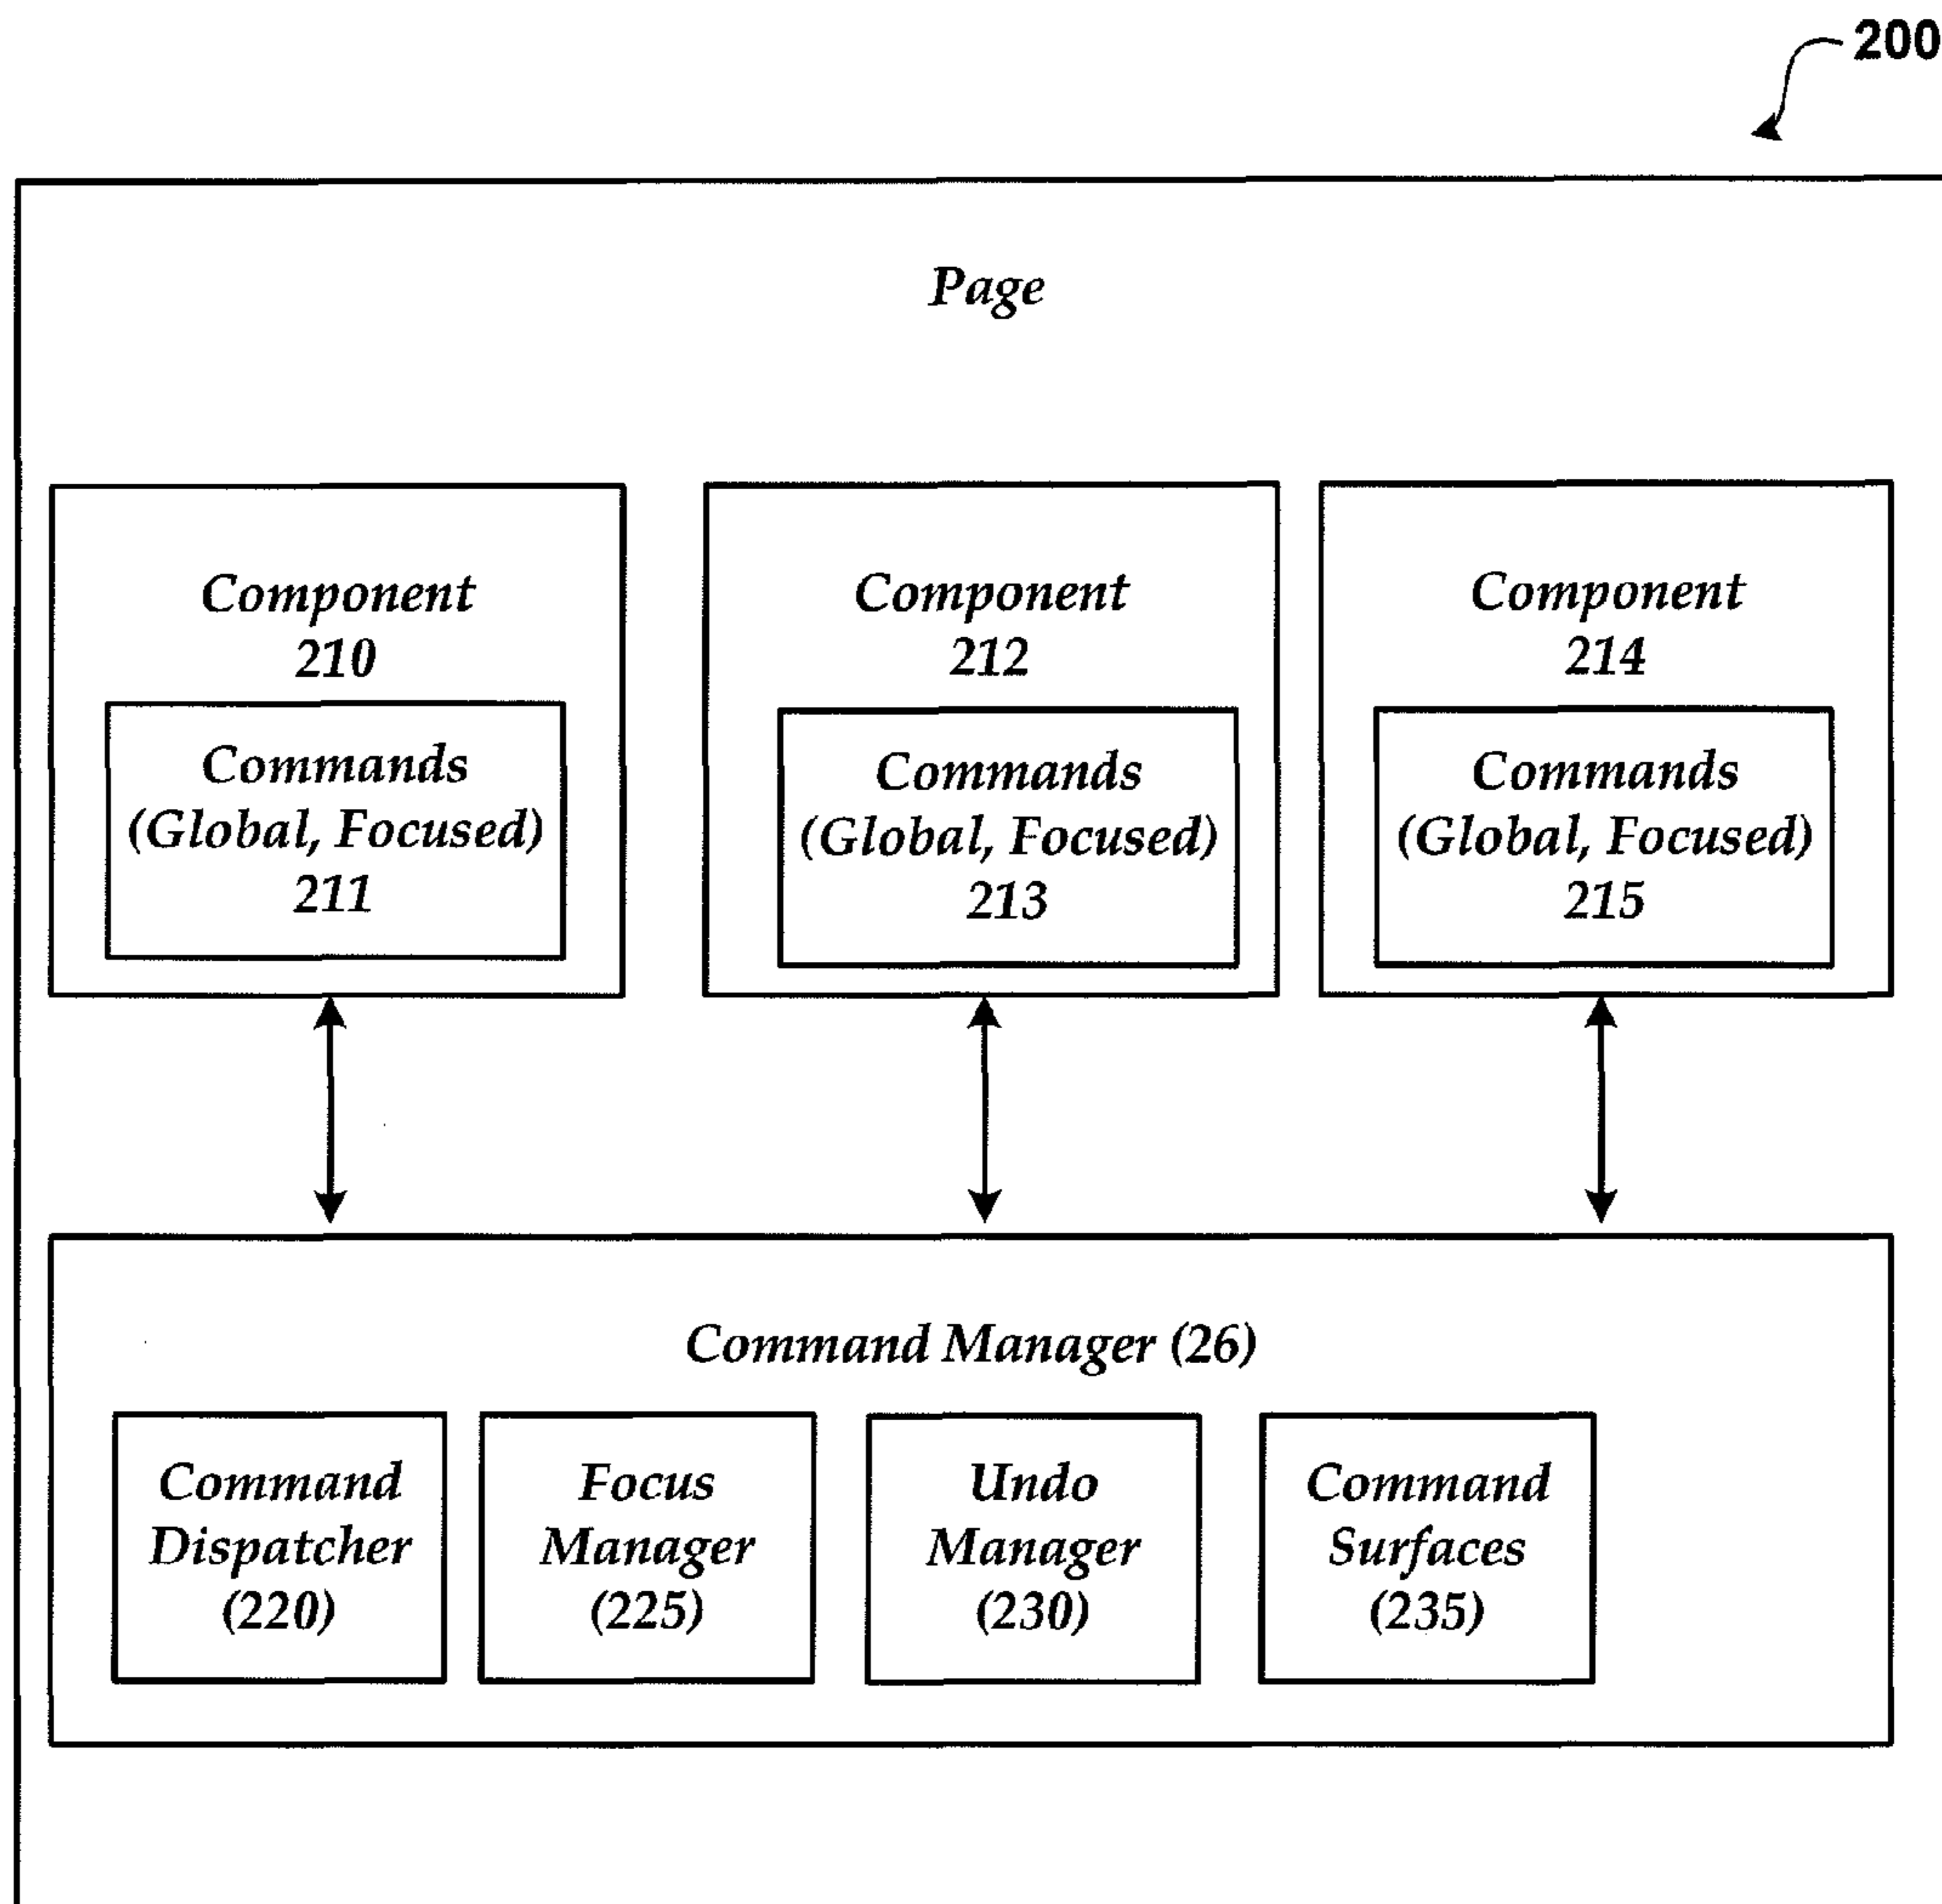 200
Page
Component
210
Commands
(Global, Focused)
211
Component
212
Commands
(Global, Focused)
213
Component
214
Commands
(Global, Focused)
215
Command Manager (26)
Command
Dispatcher
(220)
Focus
Manager
(225)
Undo
Manager
(230)
Command
Surfaces
(235)